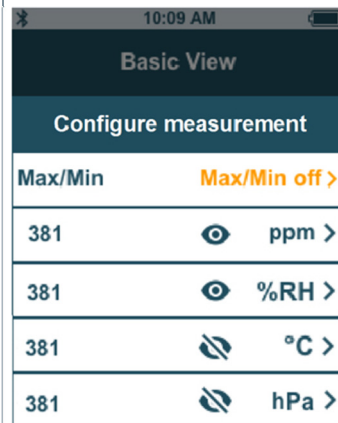 10:09 AM
Basic View
Configure measurement
Max/Min Max/Min off >
381 ppm >
381 %RH >
381 °C >
381 hPa >